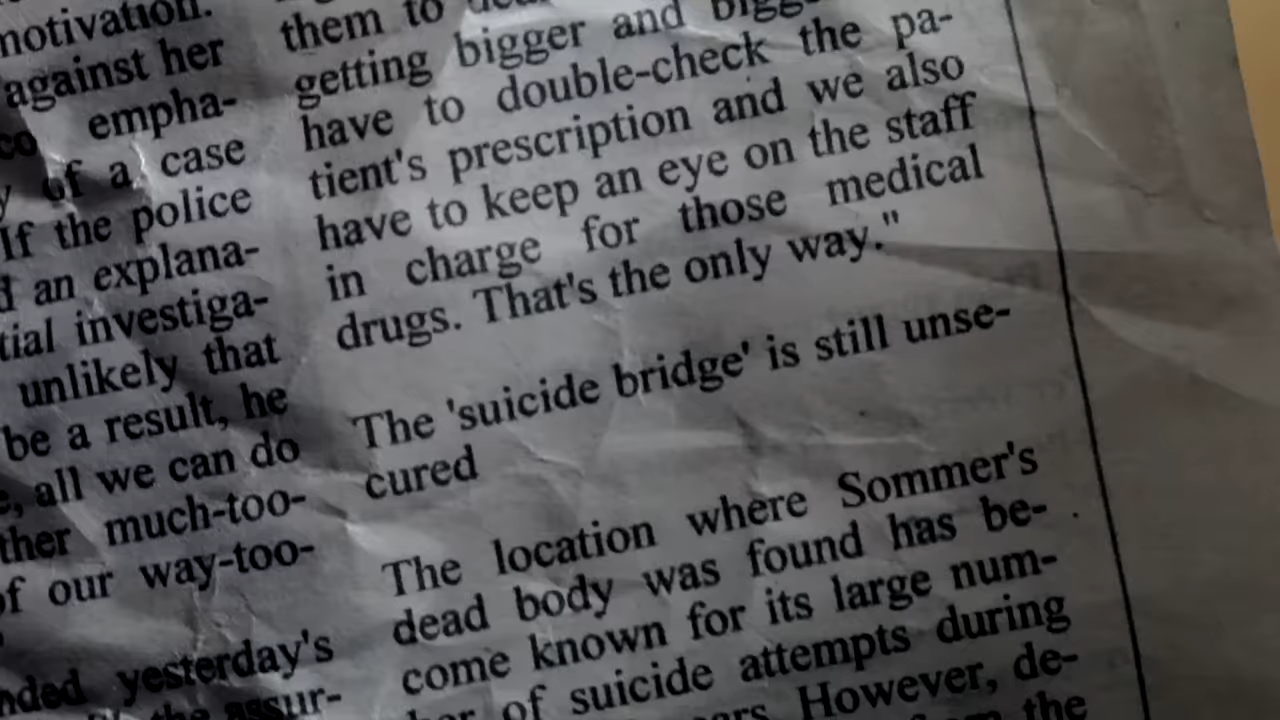 motivation.
against her
empha-
of a case
If the police
an explana-
tial investiga-
unlikely that
be a result, he
all we can do
ther much-too-
of our way-too-
yesterday's
the assur-
them to
getting bigger and
have to double-check the pa-
tient's prescription and we also
have to keep an eye on the staff
in charge for those medical
drugs. That's the only way."
The 'suicide bridge' is still unse-
cured
The location where Sommer's
dead body was found has be-
come known for its large num-
ber of suicide attempts during
However, de-
the